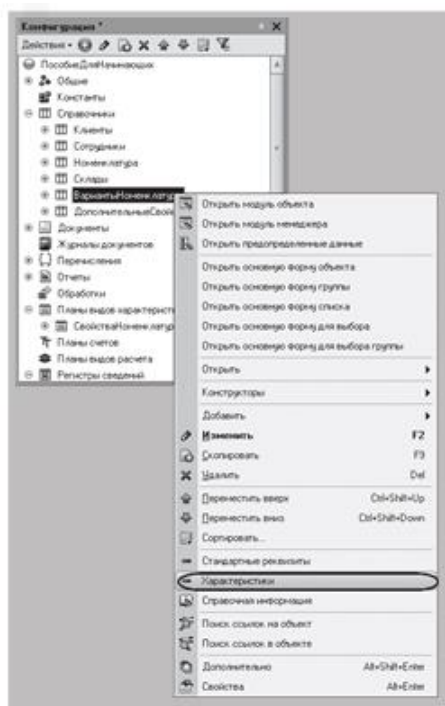 Конфигурация *
Действия
ПособиеДляНачинающих
Общие
Константы
Справочники
Клиенты
Сотрудники
Номенклатура
Склады
ВариантыНоменклатур
ДополнительныеСвой
Документы
Журналы документов
Перечисления
Отчеты
Обработки
Планы видов характерист
СвойстваНоменклатур
Планы счетов
Планы видов расчета
Регистры сведений
Открыть модуль объекта
Открыть модуль менеджера
Открыть предопределенные данные
Открыть основную форму объекта
Открыть основную форму группы
Открыть основную форму списка
Открыть основную форму для выбора
Открыть основную форму для выбора группы
Открыть
Конструкторы
Добавить
Изменить F2
Скопировать F9
Удалить Del
Переместить вверх Ctrl+Shift+Up
Переместить вниз Ctrl+Shift+Down
Сортировать...
Стандартные реквизиты
Характеристики
Справочная информация
Поиск ссылок на объект
Поиск ссылок в объекте
Дополнительно Alt+Shift+Enter
Свойства Alt+Enter